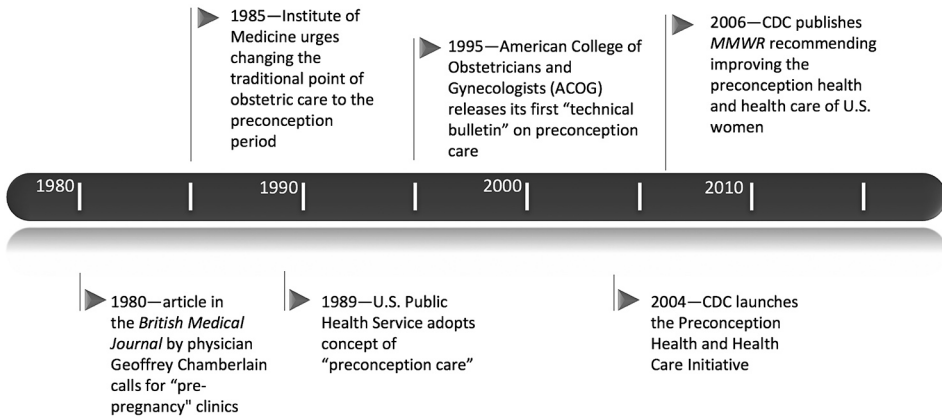 1985—Institute of
Medicine urges
changing the
traditional point of
obstetric care to the
preconception
period
1995—American College of
Obstetricians and
Gynecologists (ACOG)
releases its first “technical
bulletin” on preconception
care
2006—CDC publishes
MMWR recommending
improving the
preconception health
and health care of U.S.
women
1980
1990
2000
2010
1980—article in
the British Medical
Journal by physician
Geoffrey Chamberlain
calls for “pre-
pregnancy" clinics
1989—U.S. Public
Health Service adopts
concept of
“preconception care”
2004—CDC launches
the Preconception
Health and Health
Care Initiative